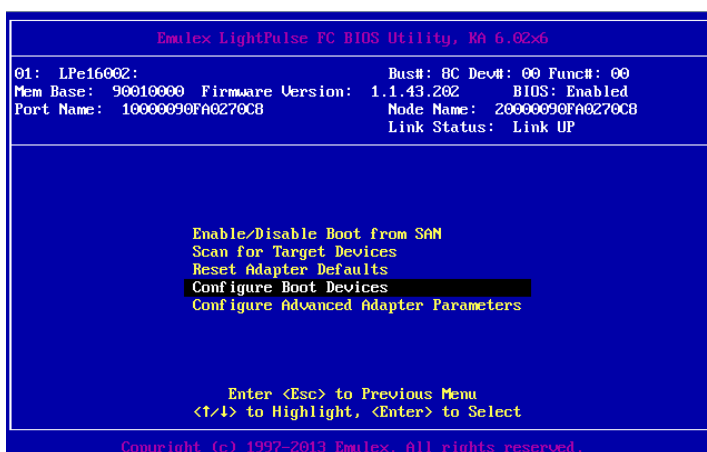 Emulex LightPulse FC BIOS Utility, KA 6.02x6
01: LPe16002: Bus#: 8C Dev#: 00 Func#: 00
Mem Base: 90010000 Firmware Version: 1.1.43.202 BIOS: Enabled
Port Name: 10000090FA0270C8 Node Name: 20000090FA0270C8
Link Status: Link UP
Enable/Disable Boot from SAN
Scan for Target Devices
Reset Adapter Defaults
Configure Boot Devices
Configure Advanced Adapter Parameters
Enter <Esc> to Previous Menu
<↑/↓> to Highlight, <Enter> to Select
Copyright (c) 1997-2013 Emulex. All rights reserved.